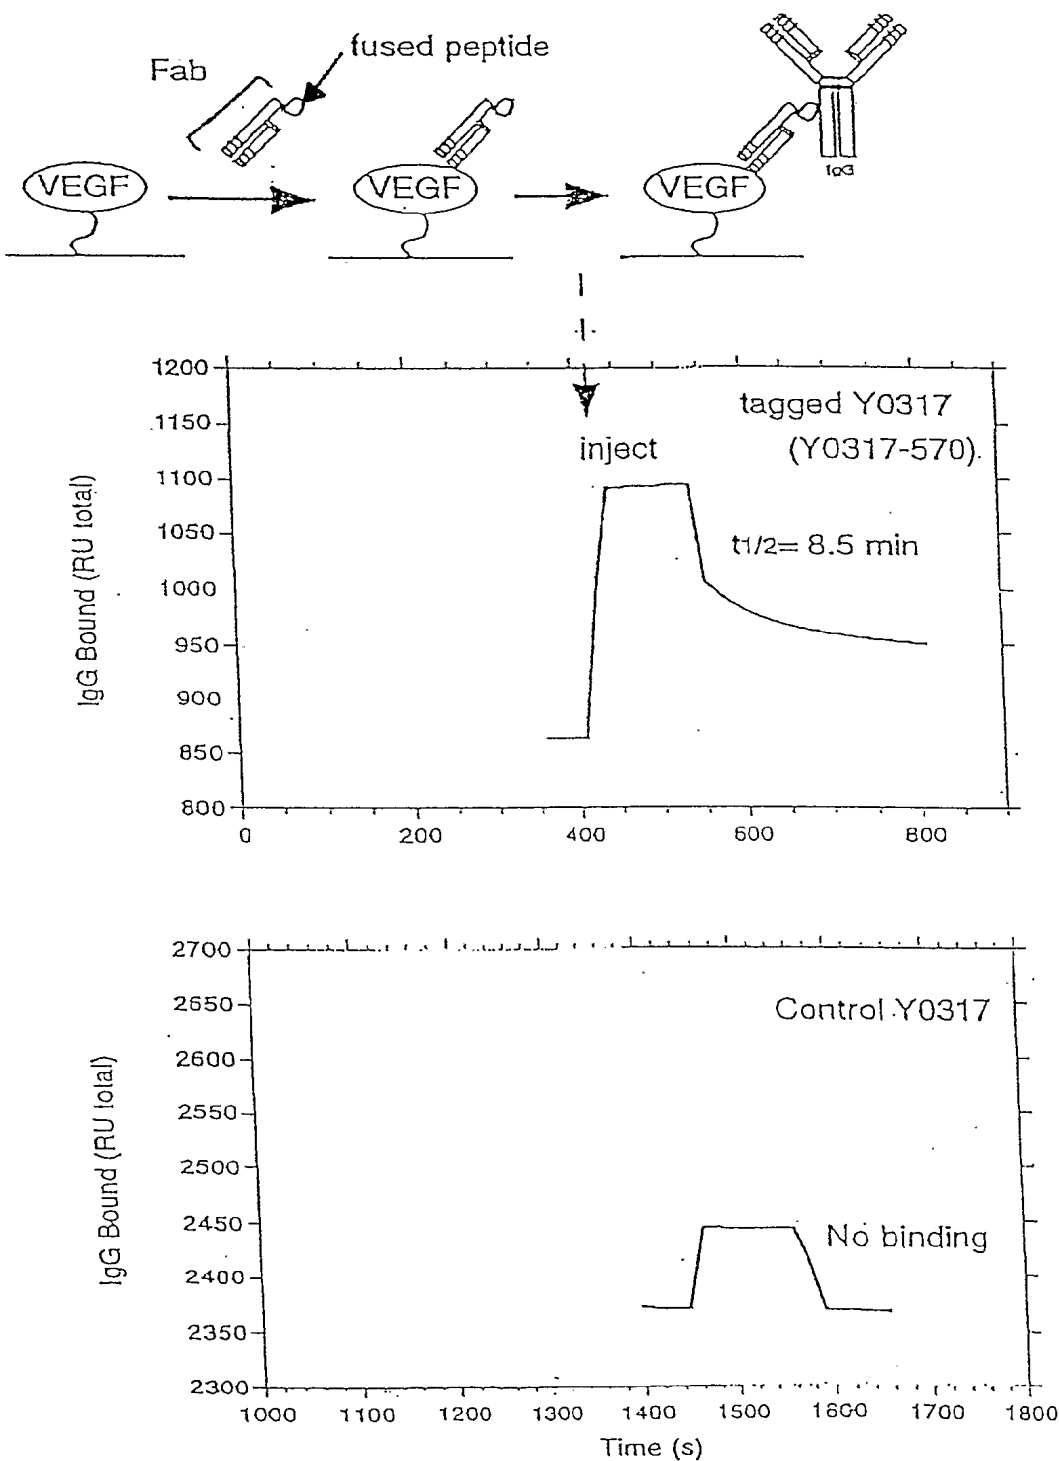 fused peptide
Fab
VEGF
VEGF
VEGF
IgG
1200
1150
1100
1050
1000
950
900
850
800
IgG Bound (RU total)
inject
tagged Y0317
(Y0317-570).
t1/2= 8.5 min
0 200 400 600 800
2700
2650
2600
2550
2500
2450
2400
2350
2300
IgG Bound (RU total)
Control Y0317
No binding
1000 1100 1200 1300 1400 1500 1600 1700 1800
Time (s)